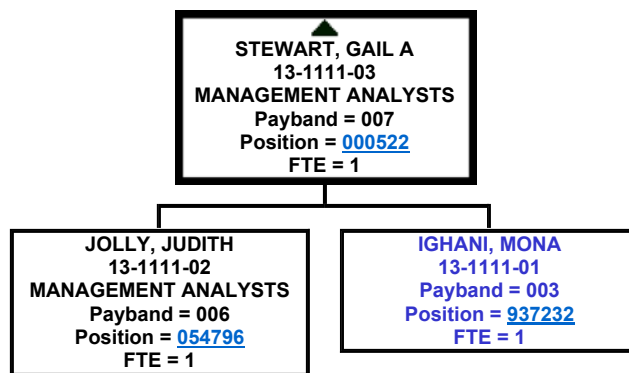 STEWART, GAIL A
13-1111-03
MANAGEMENT ANALYSTS
Payband = 007
Position = 000522
FTE = 1
JOLLY, JUDITH
13-1111-02
MANAGEMENT ANALYSTS
Payband = 006
Position = 054796
FTE = 1
IGHANI, MONA
13-1111-01
Payband = 003
Position = 937232
FTE = 1